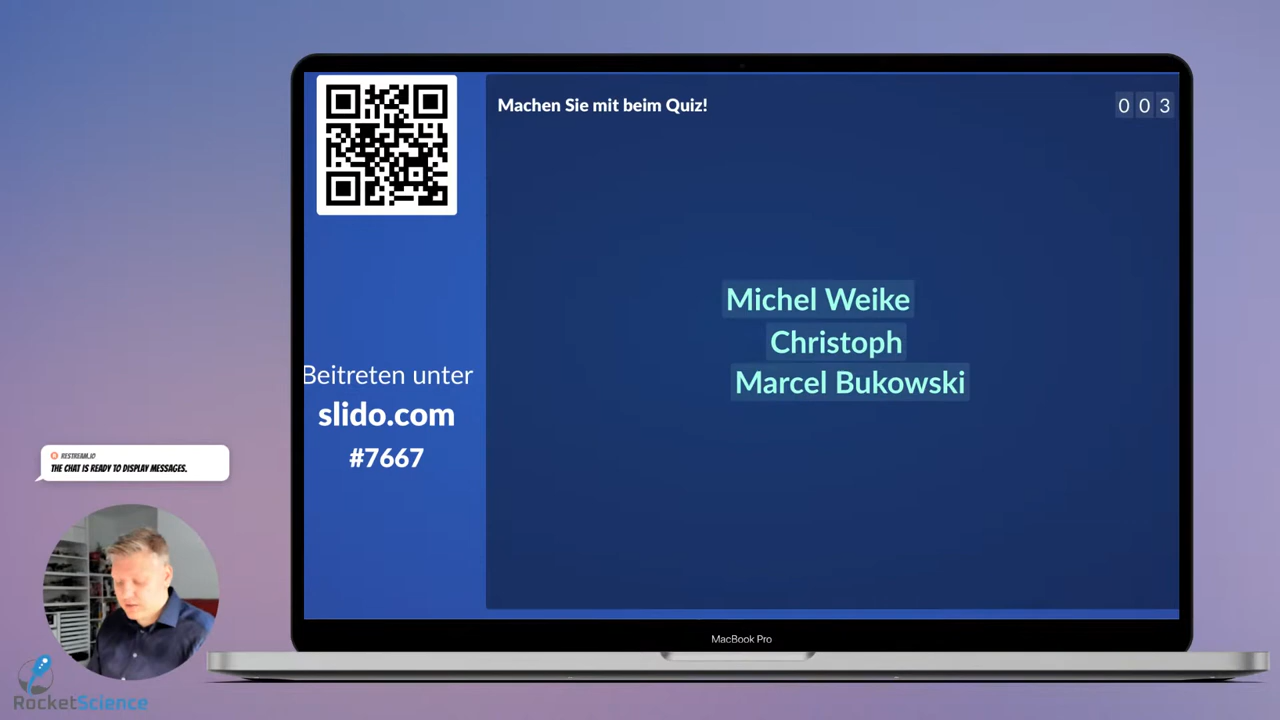 Machen Sie mit beim Quiz!
0 0 3
Michel Weike
Christoph
Marcel Bukowski
Beitreten unter
slido.com
#7667
RESTREAM.IO
THE CHAT IS READY TO DISPLAY MESSAGES.
MacBook Pro
RocketScience